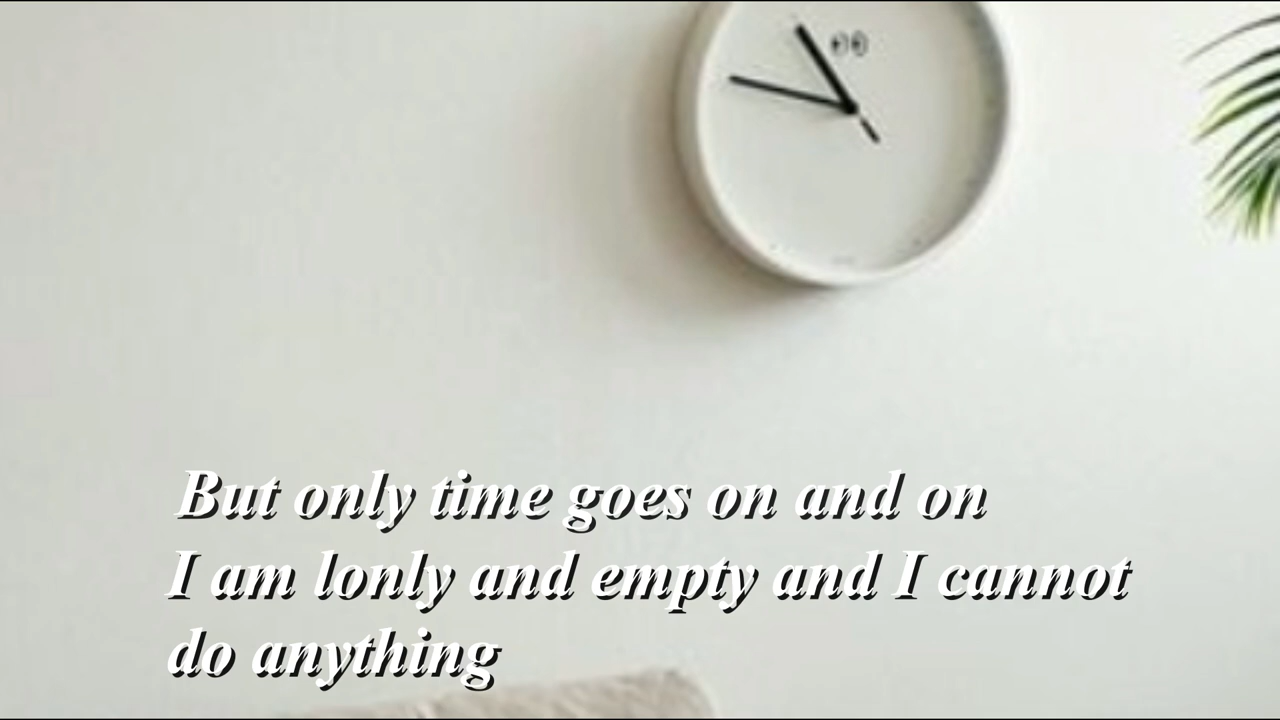 But only time goes on and on
I am lonly and empty and I cannot
do anything